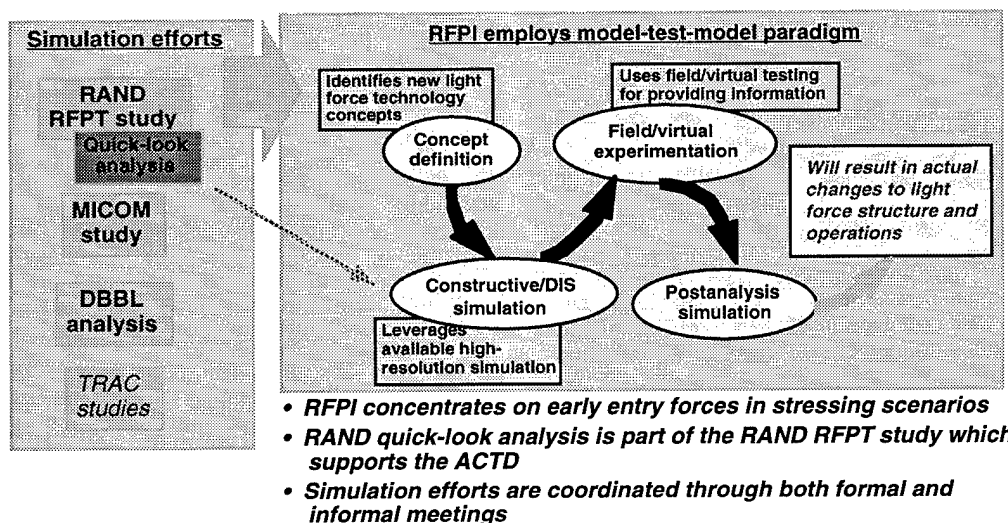 Simulation efforts
RAND
RFPT study
Quick-look
analysis
MICOM
study
DBBL
analysis
TRAC
studies
RFPI employs model-test-model paradigm
Identifies new light
force technology
concepts
Concept
definition
Uses field/virtual testing
for providing information
Field/virtual
experimentation
Constructive/DIS
simulation
Leverages
available high-
resolution simulation
Postanalysis
simulation
Will result in actual
changes to light
force structure and
operations
• RFPI concentrates on early entry forces in stressing scenarios
• RAND quick-look analysis is part of the RAND RFPT study which
supports the ACTD
• Simulation efforts are coordinated through both formal and
informal meetings